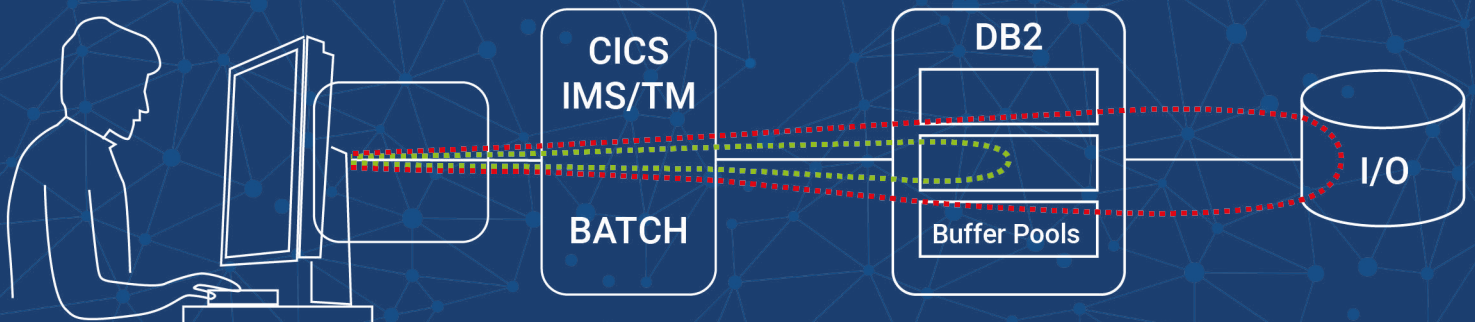 CICS
IMS/TM
BATCH
DB2
Buffer Pools
I/O